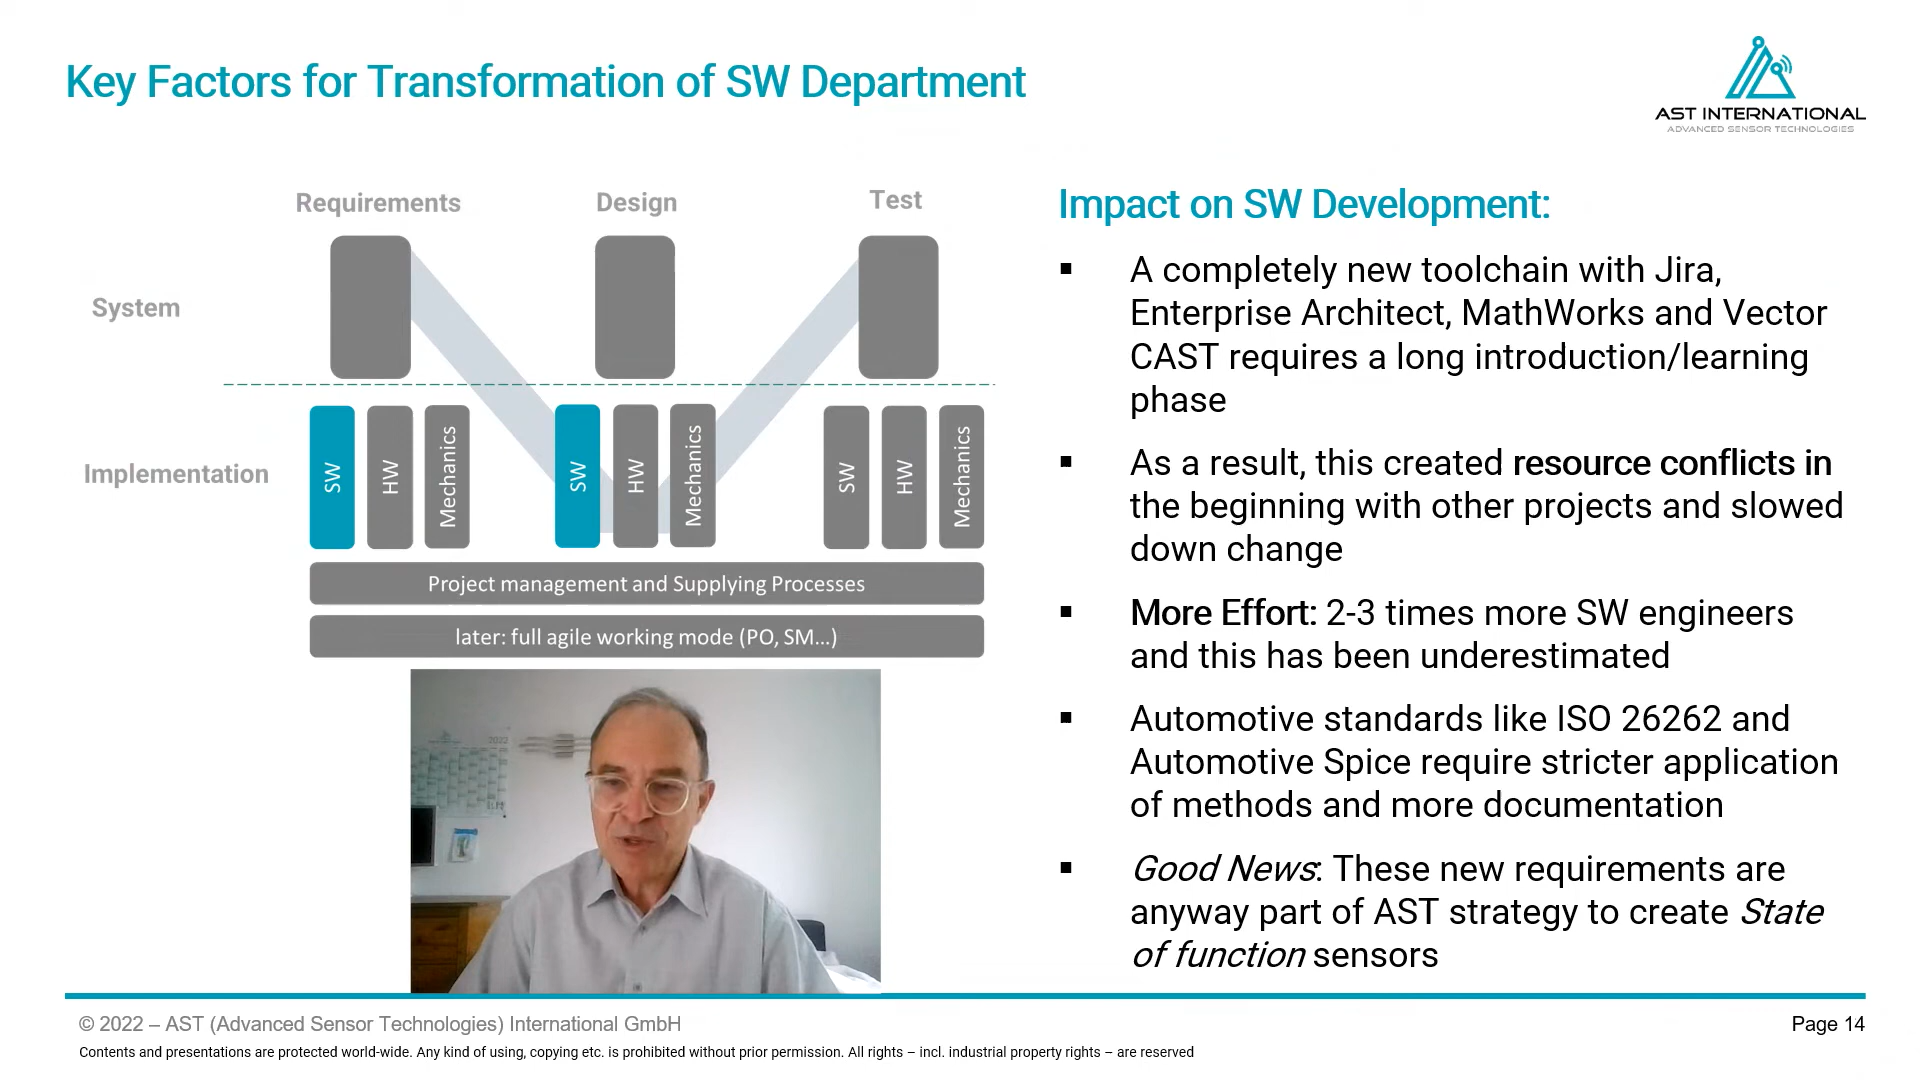 Key Factors for Transformation of SW Department
AST INTERNATIONAL
ADVANCED SENSOR TECHNOLOGIES
Requirements
Design
Test
System
Implementation
SW
HW
Mechanics
SW
HW
Mechanics
SW
HW
Mechanics
Project management and Supplying Processes
later: full agile working mode (PO, SM...)
2022
Impact on SW Development:
▪ A completely new toolchain with Jira,
Enterprise Architect, MathWorks and Vector
CAST requires a long introduction/learning
phase
▪ As a result, this created resource conflicts in
the beginning with other projects and slowed
down change
▪ More Effort: 2-3 times more SW engineers
and this has been underestimated
▪ Automotive standards like ISO 26262 and
Automotive Spice require stricter application
of methods and more documentation
▪ Good News: These new requirements are
anyway part of AST strategy to create State
of function sensors
© 2022 – AST (Advanced Sensor Technologies) International GmbH
Page 14
Contents and presentations are protected world-wide. Any kind of using, copying etc. is prohibited without prior permission. All rights – incl. industrial property rights – are reserved